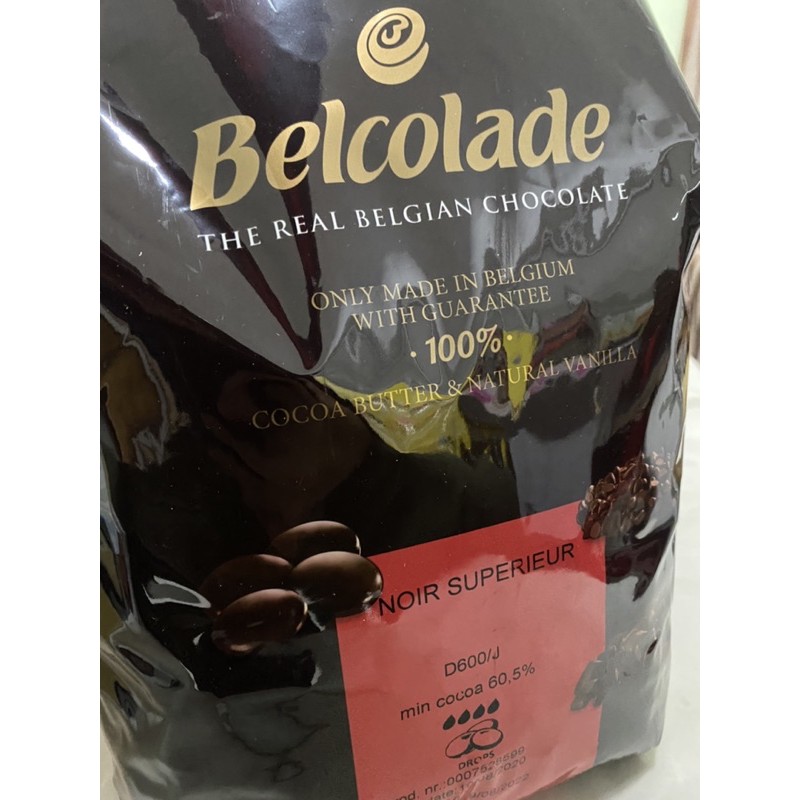 Belcolade
THE REAL BELGIAN CHOCOLATE
ONLY MADE IN BELGIUM
WITH GUARANTEE
· 100% ·
COCOA BUTTER & NATURAL VANILLA
NOIR SUPERIEUR
D600/J
min cocoa 60,5%
DROPS